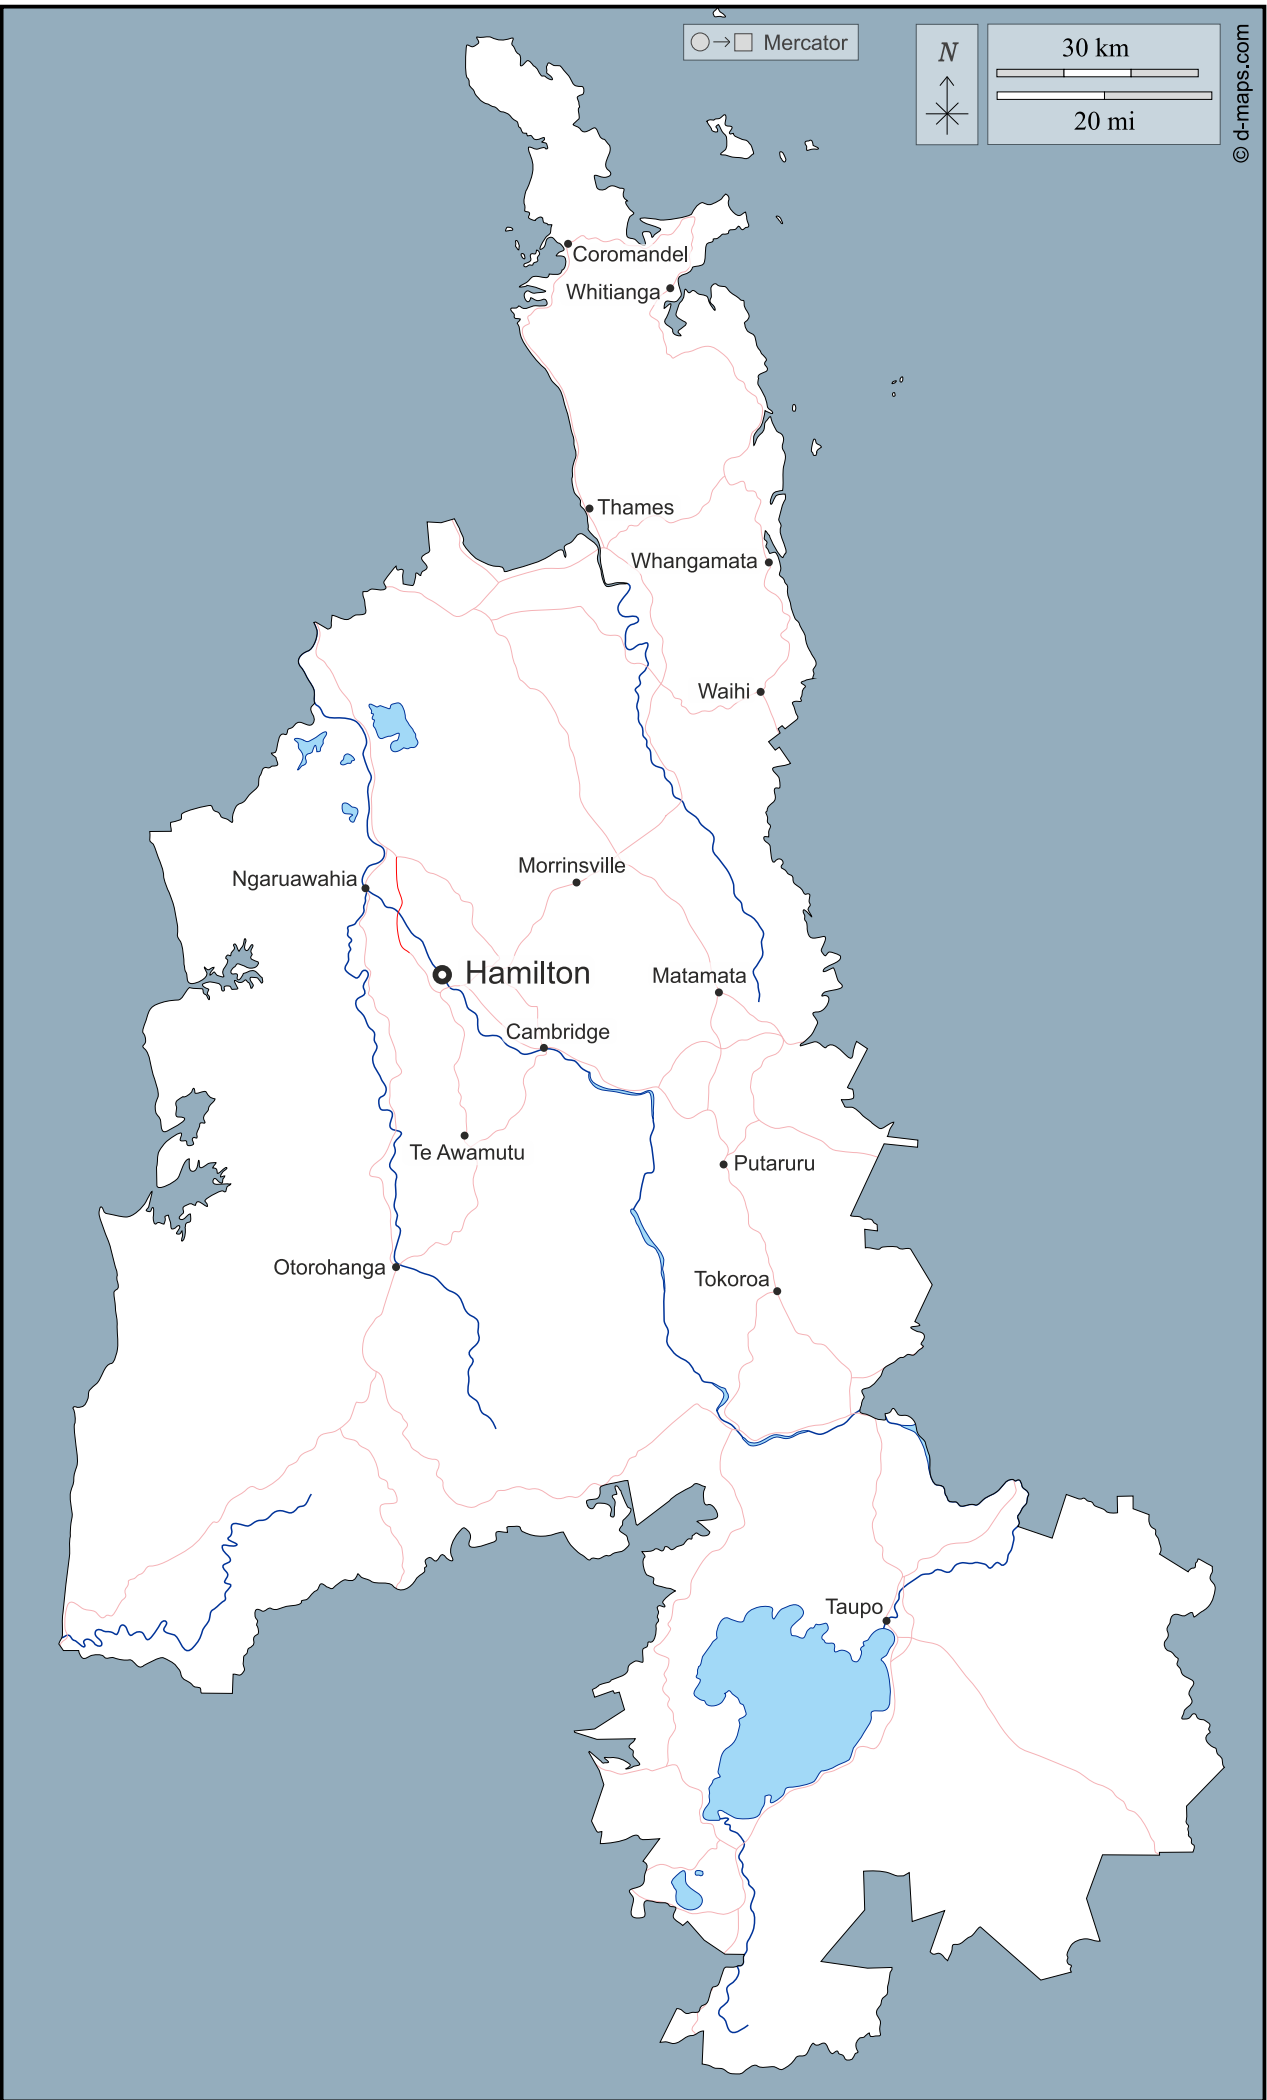 Mercator
N
30 km
20 mi
© d-maps.com
Coromandel
Whitianga
Thames
Whangamata
Waihi
Morrinsville
Ngaruawahia
Hamilton
Matamata
Cambridge
Te Awamutu
Putaruru
Otorohanga
Tokoroa
Taupo